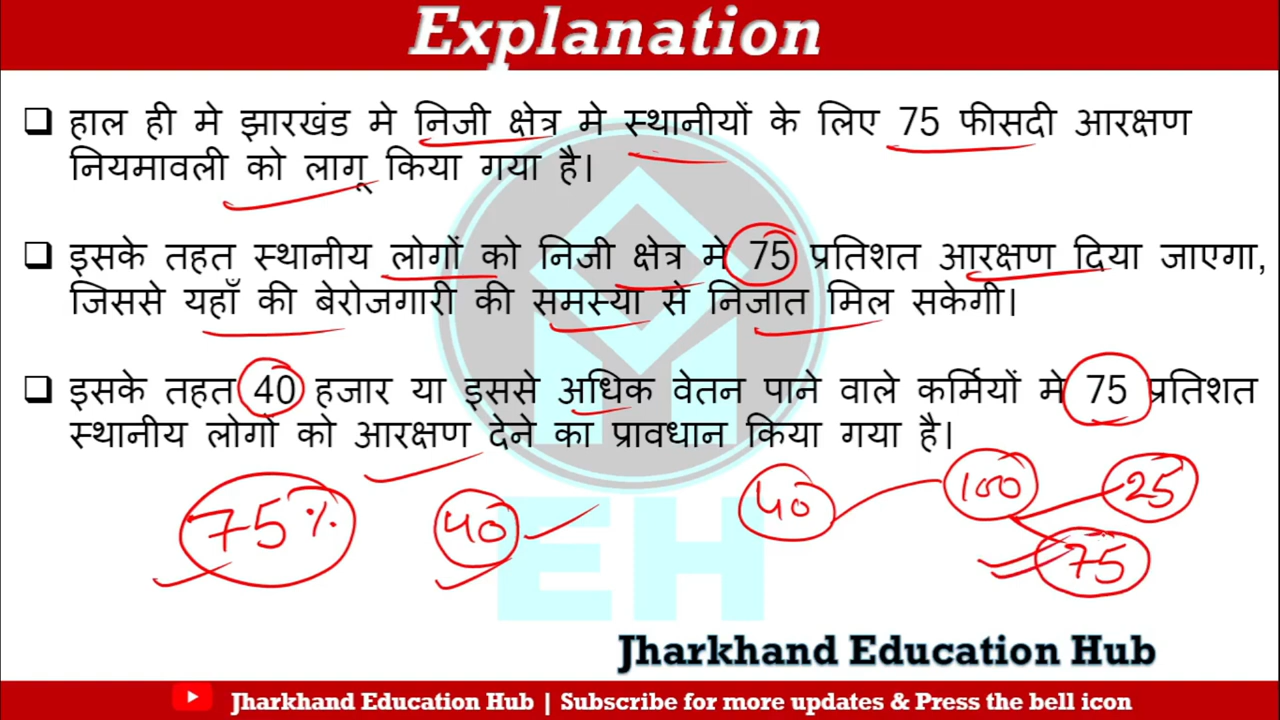 Explanation
हाल ही मे झारखंड मे निजी क्षेत्र मे स्थानीयों के लिए 75 फीसदी आरक्षण
नियमावली को लागू किया गया है।
इसके तहत स्थानीय लोगों को निजी क्षेत्र मे 75 प्रतिशत आरक्षण दिया जाएगा,
जिससे यहाँ की बेरोजगारी की समस्या से निजात मिल सकेगी।
इसके तहत 40 हजार या इससे अधिक वेतन पाने वाले कर्मियों मे 75 प्रतिशत
स्थानीय लोगों को आरक्षण देने का प्रावधान किया गया है।
75% 40 40 100 25
75
EH
Jharkhand Education Hub
Jharkhand Education Hub | Subscribe for more updates & Press the bell icon